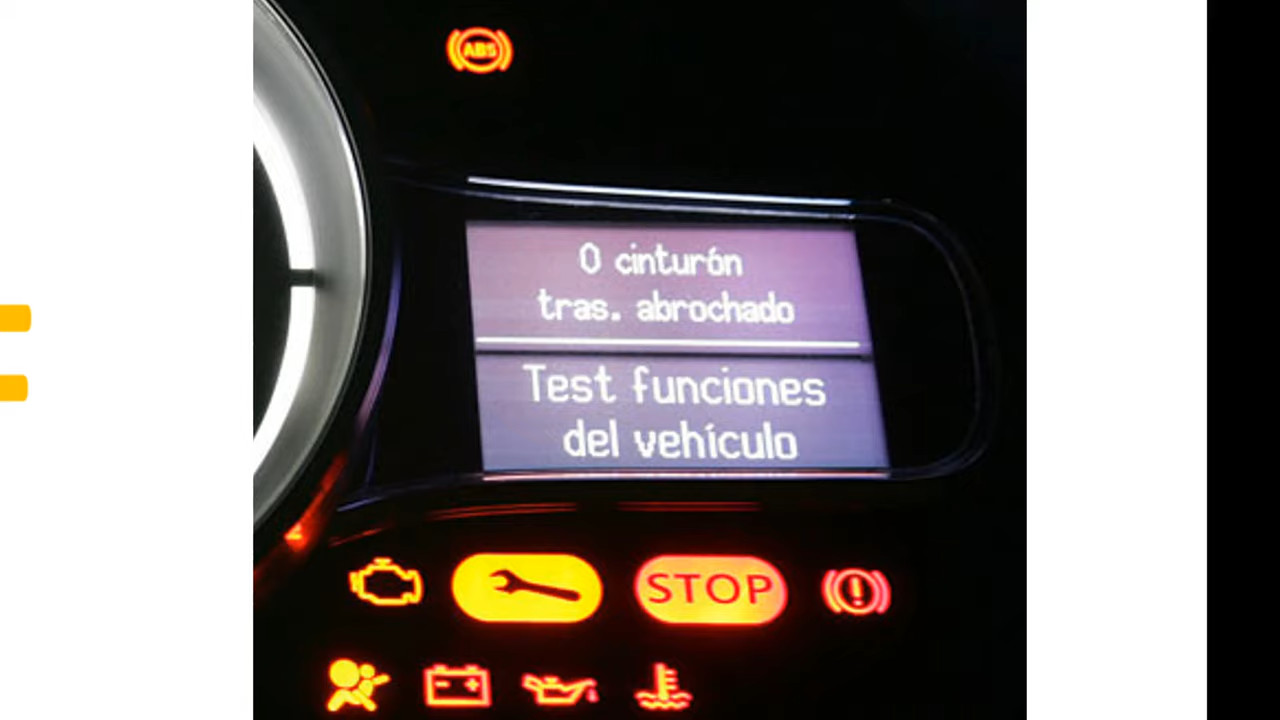 ABS
0 cinturón
tras. abrochado
Test funciones
del vehículo
STOP